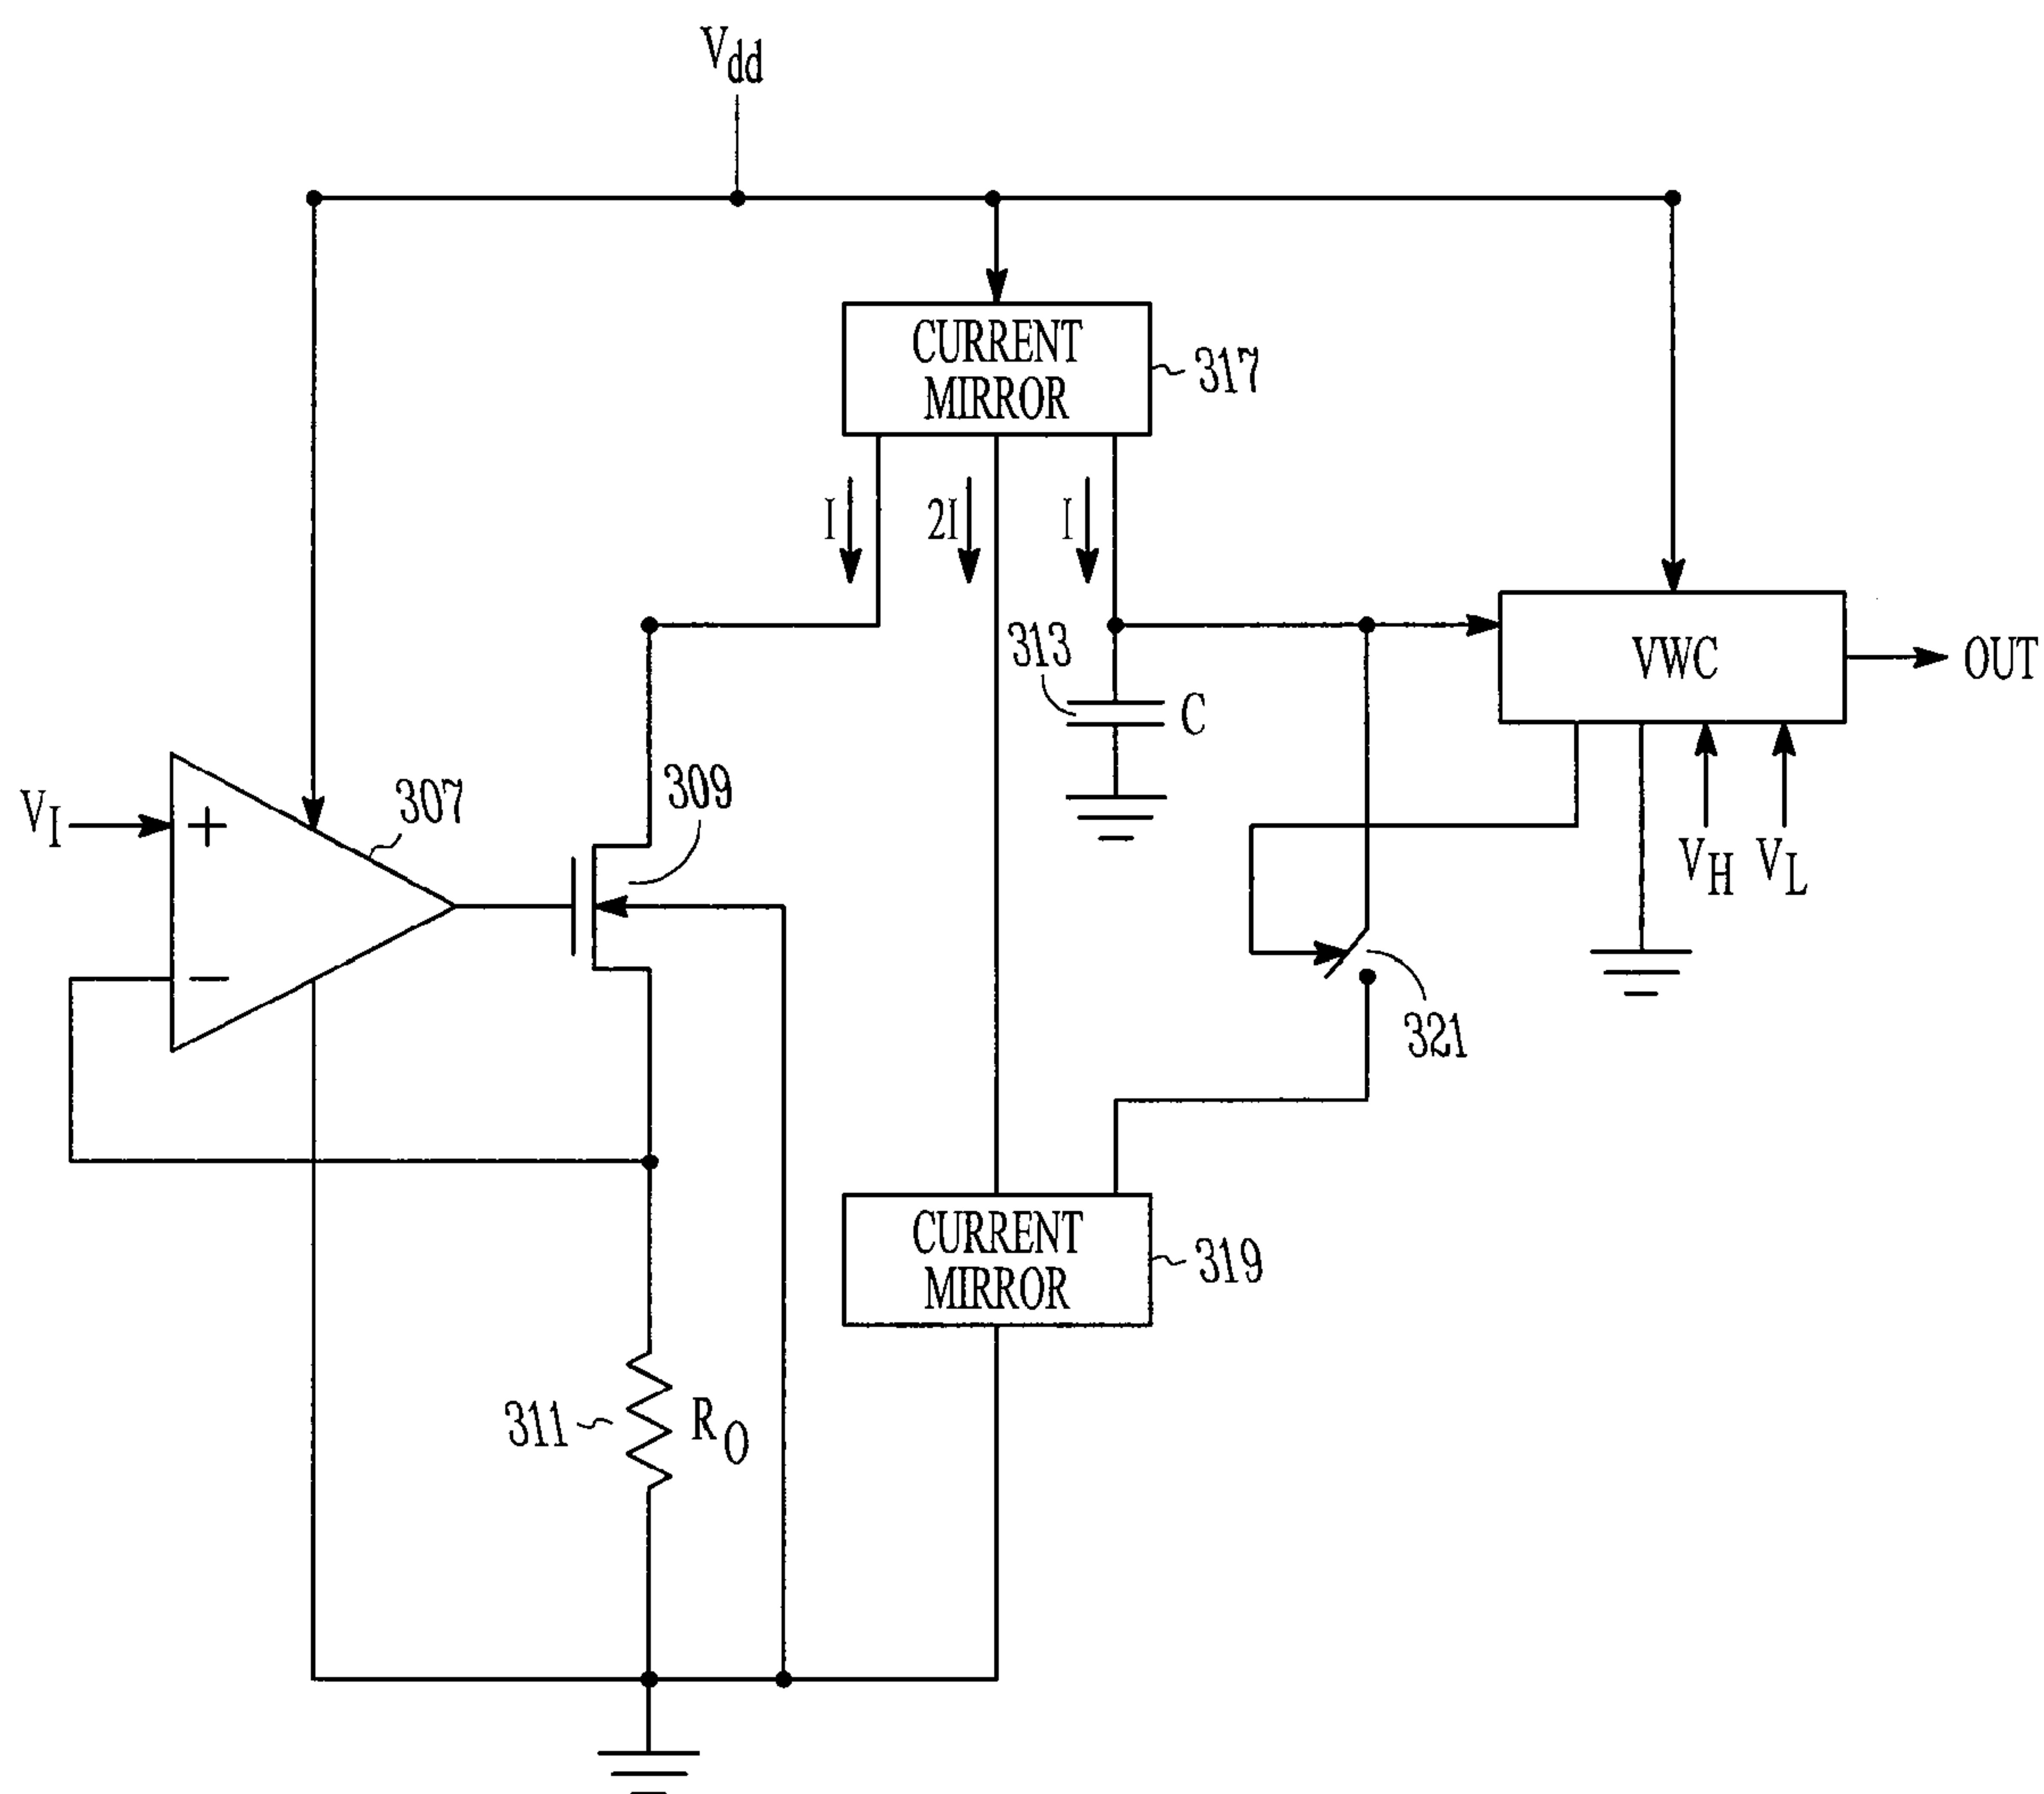 Vdd
CURRENT
MIRROR
317
I
2I
I
313
C
VWC
OUT
VI
+
307
309
VH
VL
−
321
CURRENT
MIRROR
319
311
RO